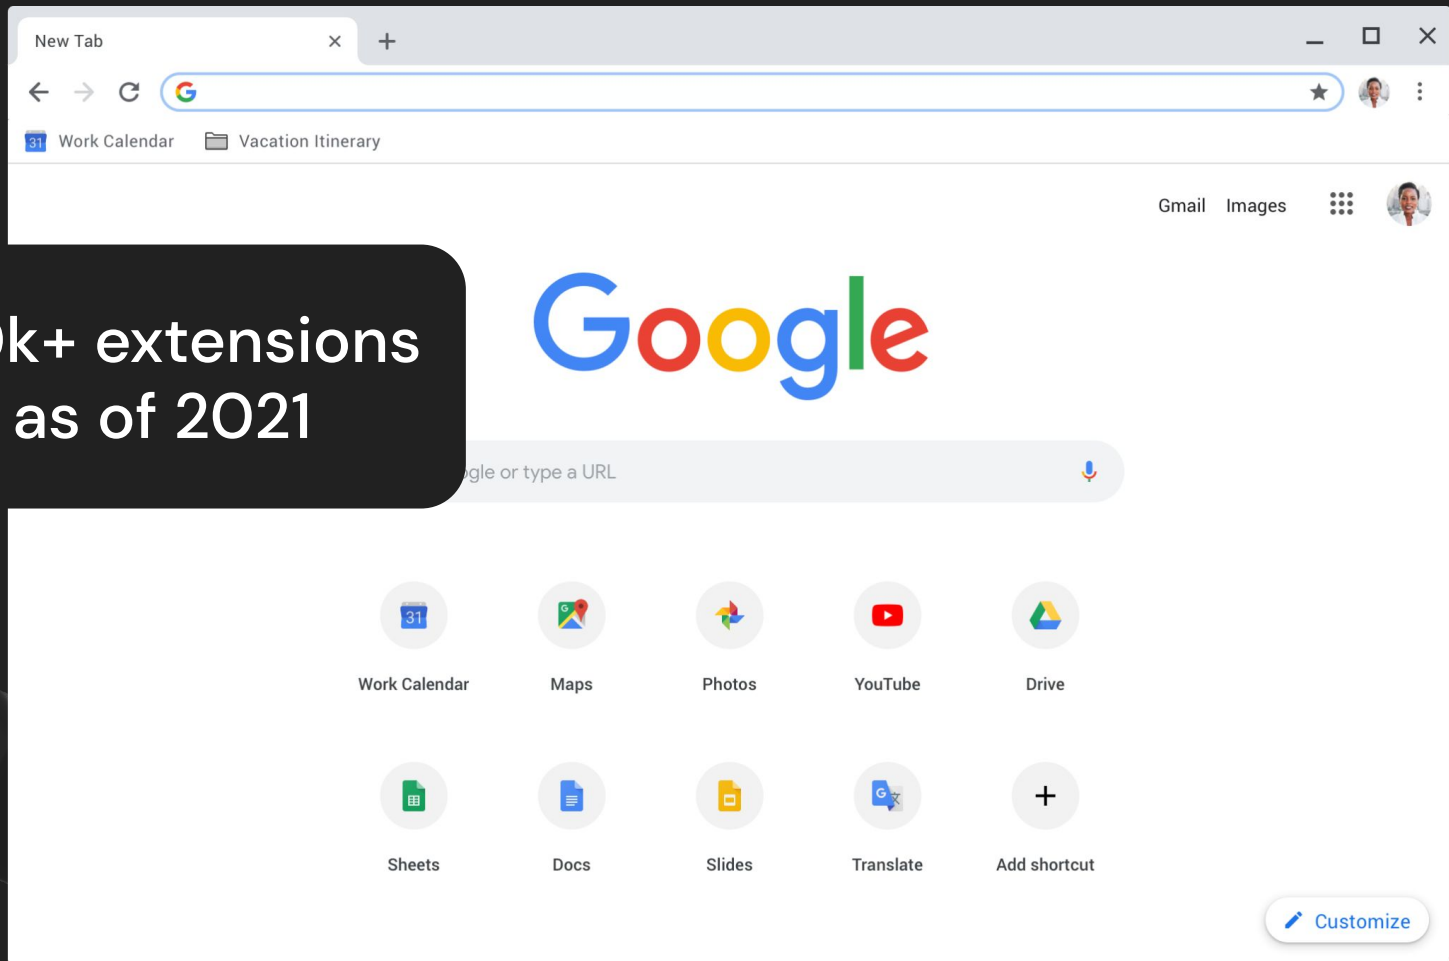 New Tab
Work Calendar Vacation Itinerary
Gmail Images
Google
k+ extensions
as of 2021
or type a URL
31
Work Calendar Maps Photos YouTube Drive
Sheets Docs Slides Translate Add shortcut
Customize